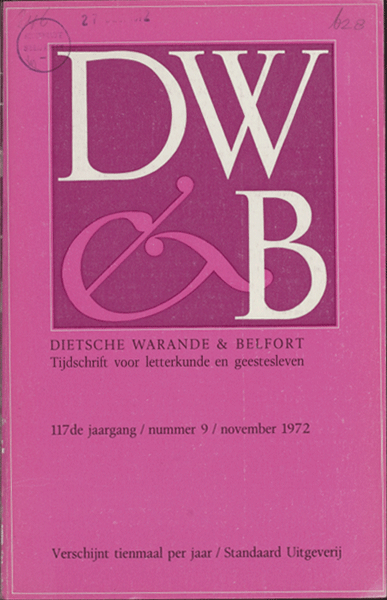 62B
DW
& B
DIETSCHE WARANDE & BELFORT
Tijdschrift voor letterkunde en geestesleven
117de jaargang / nummer 9 / november 1972
Verschijnt tienmaal per jaar / Standaard Uitgeverij